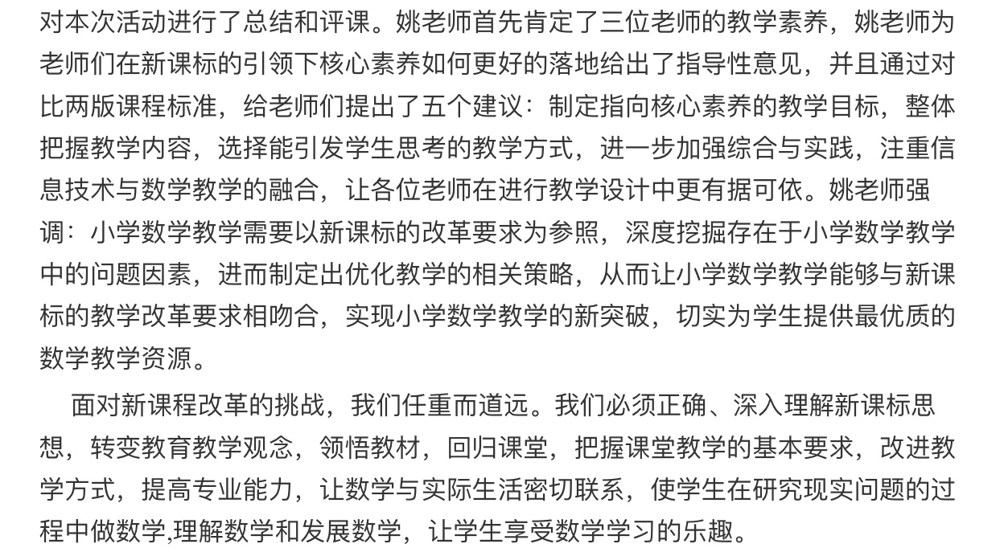 对本次活动进行了总结和评课。姚老师首先肯定了三位老师的教学素养，姚老师为
老师们在新课标的引领下核心素养如何更好的落地给出了指导性意见，并且通过对
比两版课程标准，给老师们提出了五个建议：制定指向核心素养的教学目标，整体
把握教学内容，选择能引发学生思考的教学方式，进一步加强综合与实践，注重信
息技术与数学教学的融合，让各位老师在进行教学设计中更有据可依。姚老师强
调：小学数学教学需要以新课标的改革要求为参照，深度挖掘存在于小学数学教学
中的问题因素，进而制定出优化教学的相关策略，从而让小学数学教学能够与新课
标的教学改革要求相吻合，实现小学数学教学的新突破，切实为学生提供最优质的
数学教学资源。
面对新课程改革的挑战，我们任重而道远。我们必须正确、深入理解新课标思
想，转变教育教学观念，领悟教材，回归课堂，把握课堂教学的基本要求，改进教
学方式，提高专业能力，让数学与实际生活密切联系，使学生在研究现实问题的过
程中做数学,理解数学和发展数学，让学生享受数学学习的乐趣。